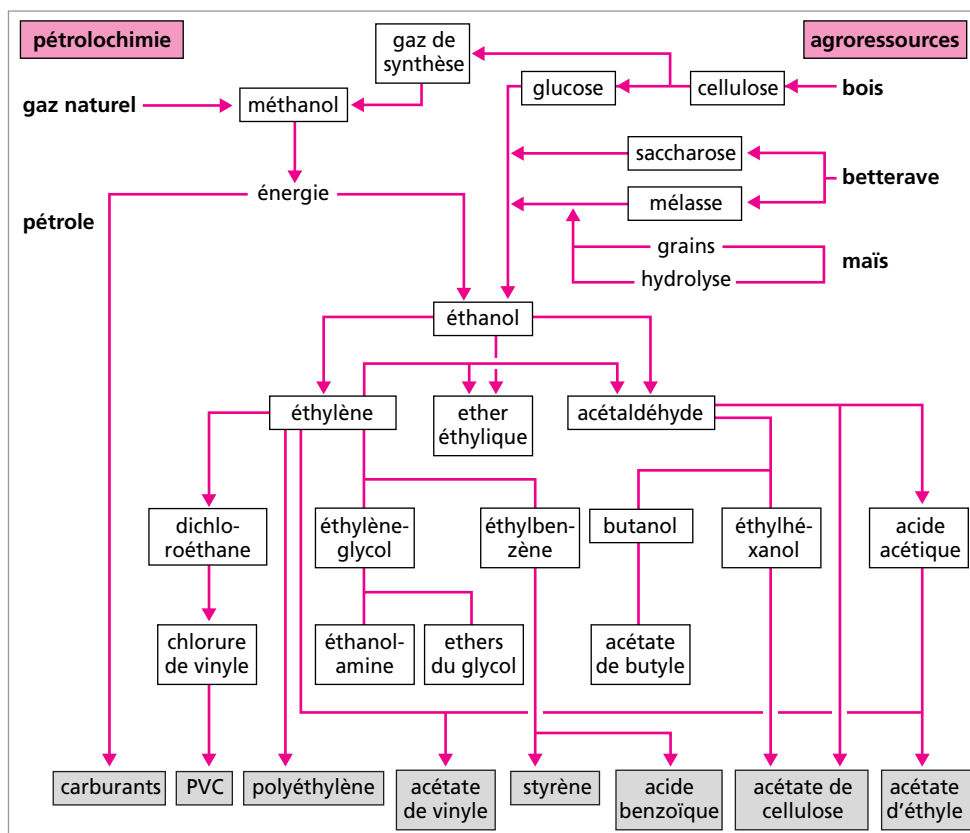 pétrolochimie
gaz de
synthèse
agroressources
gaz naturel
méthanol
glucose
cellulose
bois
saccharose
betterave
énergie
mélasse
pétrole
grains
maïs
hydrolyse
éthanol
éthylène
ether
éthylique
acétaldéhyde
dichlo-
roéthane
éthylène-
glycol
éthylben-
zène
butanol
éthylhé-
xanol
acide
acétique
chlorure
de vinyle
éthanol-
amine
ethers
du glycol
acétate
de butyle
carburants
PVC
polyéthylène
acétate
de vinyle
styrène
acide
benzoïque
acétate de
cellulose
acétate
d'éthyle